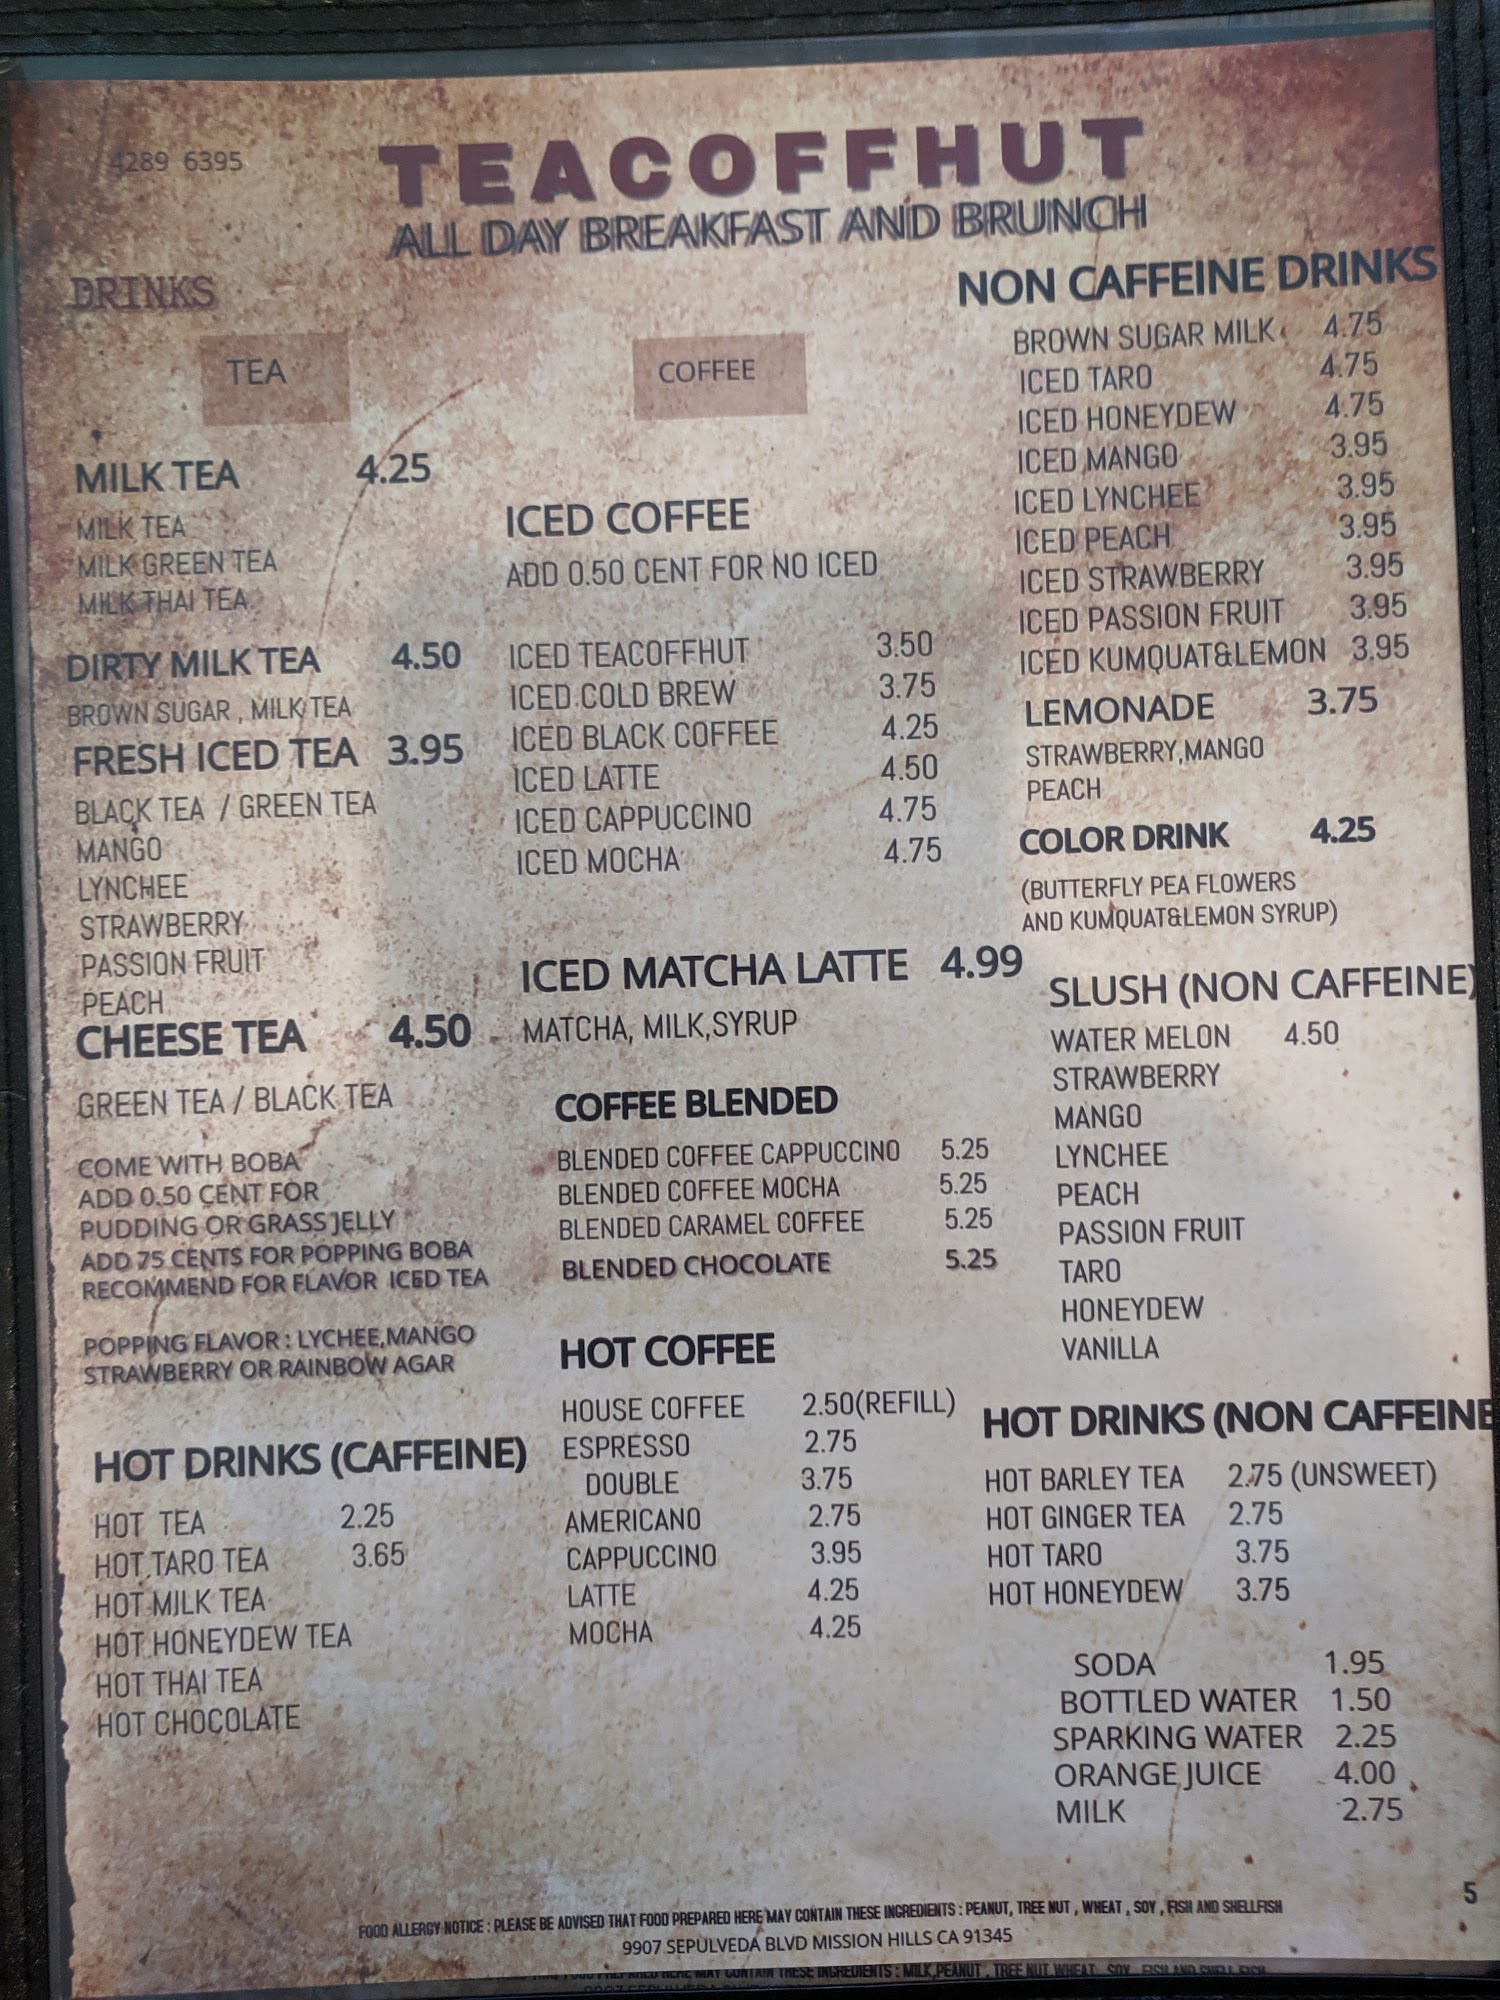 4289 6395
TEACOFFHUT
ALL DAY BREAKFAST AND BRUNCH
DRINKS
TEA
MILK TEA 4.25
MILK TEA
MILK GREEN TEA
MILK THAI TEA
DIRTY MILK TEA 4.50
BROWN SUGAR , MILK TEA
FRESH ICED TEA 3.95
BLACK TEA / GREEN TEA
MANGO
LYNCHEE
STRAWBERRY
PASSION FRUIT
PEACH
CHEESE TEA 4.50
GREEN TEA / BLACK TEA
COME WITH BOBA
ADD 0.50 CENT FOR
PUDDING OR GRASS JELLY
ADD 75 CENTS FOR POPPING BOBA
RECOMMEND FOR FLAVOR ICED TEA
POPPING FLAVOR : LYCHEE,MANGO
STRAWBERRY OR RAINBOW AGAR
HOT DRINKS (CAFFEINE)
HOT TEA 2.25
HOT TARO TEA 3.65
HOT MILK TEA
HOT HONEYDEW TEA
HOT THAI TEA
HOT CHOCOLATE
COFFEE
ICED COFFEE
ADD 0.50 CENT FOR NO ICED
ICED TEACOFFHUT 3.50
ICED COLD BREW 3.75
ICED BLACK COFFEE 4.25
ICED LATTE 4.50
ICED CAPPUCCINO 4.75
ICED MOCHA 4.75
ICED MATCHA LATTE 4.99
MATCHA, MILK,SYRUP
COFFEE BLENDED
BLENDED COFFEE CAPPUCCINO 5.25
BLENDED COFFEE MOCHA 5.25
BLENDED CARAMEL COFFEE 5.25
BLENDED CHOCOLATE 5.25
HOT COFFEE
HOUSE COFFEE 2.50(REFILL)
ESPRESSO 2.75
DOUBLE 3.75
AMERICANO 2.75
CAPPUCCINO 3.95
LATTE 4.25
MOCHA 4.25
NON CAFFEINE DRINKS
BROWN SUGAR MILK 4.75
ICED TARO 4.75
ICED HONEYDEW 4.75
ICED MANGO 3.95
ICED LYNCHEE 3.95
ICED PEACH 3.95
ICED STRAWBERRY 3.95
ICED PASSION FRUIT 3.95
ICED KUMQUAT&LEMON 3.95
LEMONADE 3.75
STRAWBERRY,MANGO
PEACH
COLOR DRINK 4.25
(BUTTERFLY PEA FLOWERS
AND KUMQUAT&LEMON SYRUP)
SLUSH (NON CAFFEINE)
WATER MELON 4.50
STRAWBERRY
MANGO
LYNCHEE
PEACH
PASSION FRUIT
TARO
HONEYDEW
VANILLA
HOT DRINKS (NON CAFFEINE
HOT BARLEY TEA 2.75 (UNSWEET)
HOT GINGER TEA 2.75
HOT TARO 3.75
HOT HONEYDEW 3.75
SODA 1.95
BOTTLED WATER 1.50
SPARKING WATER 2.25
ORANGE JUICE 4.00
MILK 2.75
5
FOOD ALLERGY NOTICE : PLEASE BE ADVISED THAT FOOD PREPARED HERE MAY CONTAIN THESE INGREDIENTS : PEANUT, TREE NUT , WHEAT , SOY , FISH AND SHELLFISH
9907 SEPULVEDA BLVD MISSION HILLS CA 91345
FOOD PREPARED HERE MAY CONTAIN THESE INGREDIENTS : MILK,PEANUT , TREE NUT WHEAT , SOY , FISH AND SHELL FISH